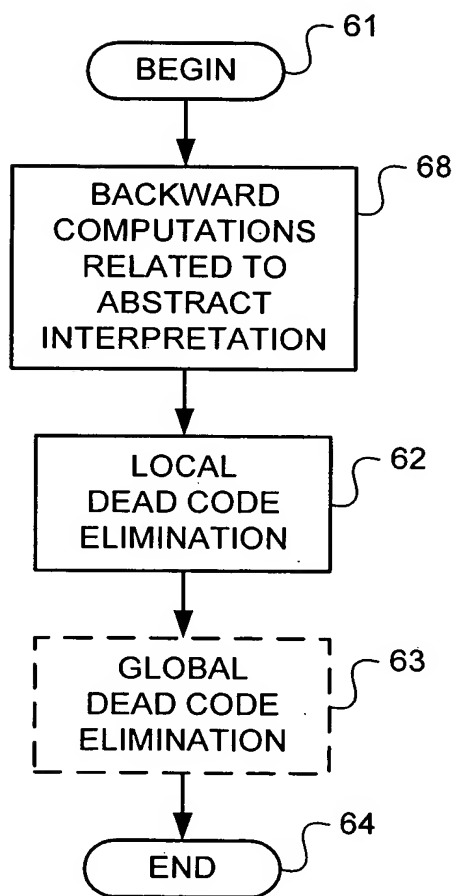 61
BEGIN
68
BACKWARD
COMPUTATIONS
RELATED TO
ABSTRACT
INTERPRETATION
62
LOCAL
DEAD CODE
ELIMINATION
63
GLOBAL
DEAD CODE
ELIMINATION
64
END